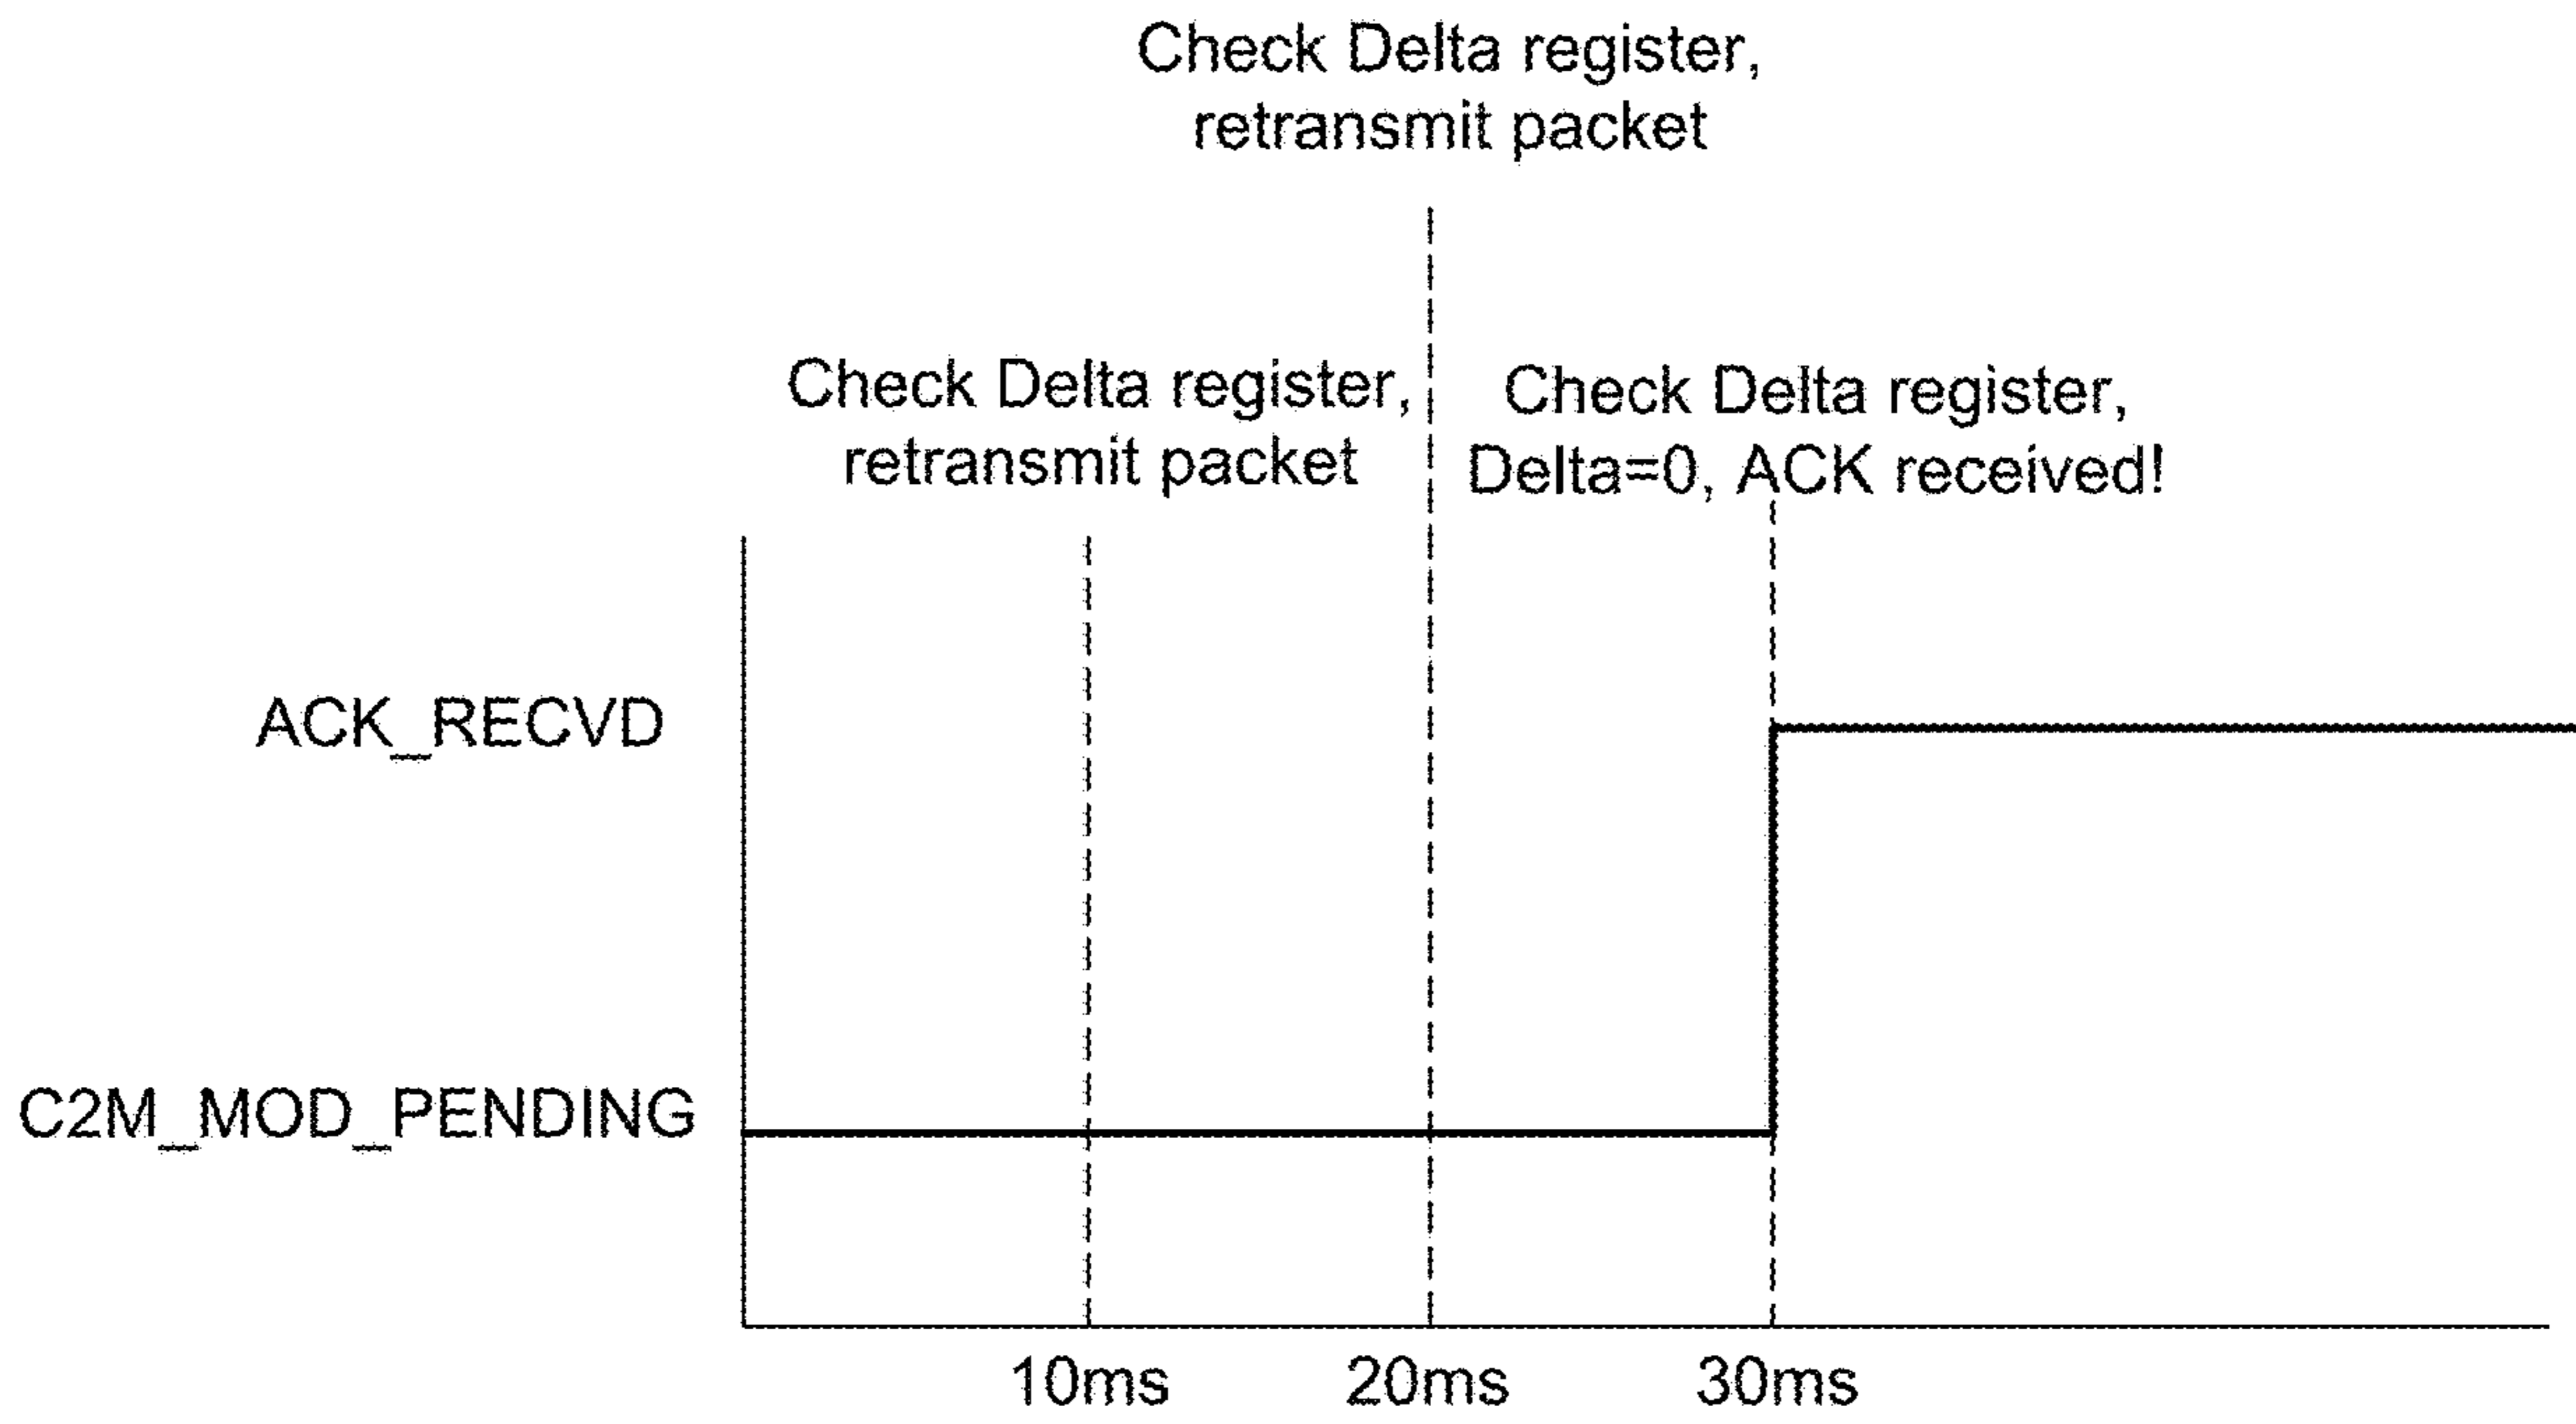 Check Delta register,
retransmit packet
Check Delta register,
retransmit packet
Check Delta register,
Delta=0, ACK received!
ACK_RECVD
C2M_MOD_PENDING
10ms
20ms
30ms